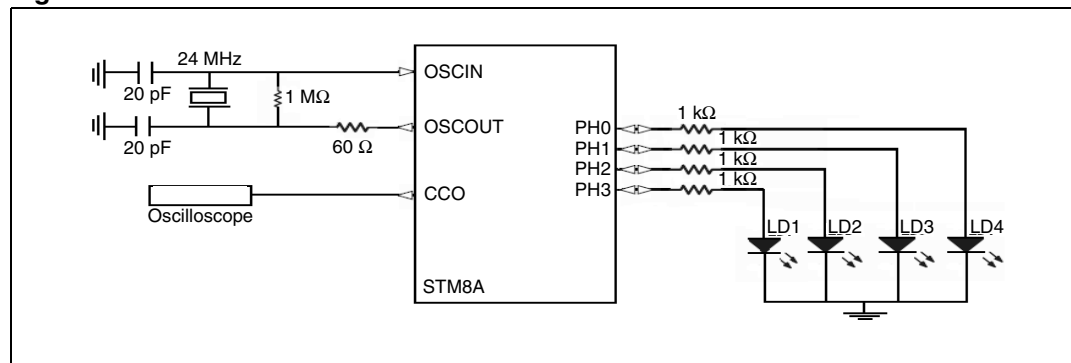 24 MHz
OSCIN
20 pF
1 MΩ
OSCOUT
20 pF
60 Ω
CCO
Oscilloscope
STM8A
1 kΩ
PH0
1 kΩ
PH1
1 kΩ
PH2
1 kΩ
PH3
LD1
LD2
LD3
LD4